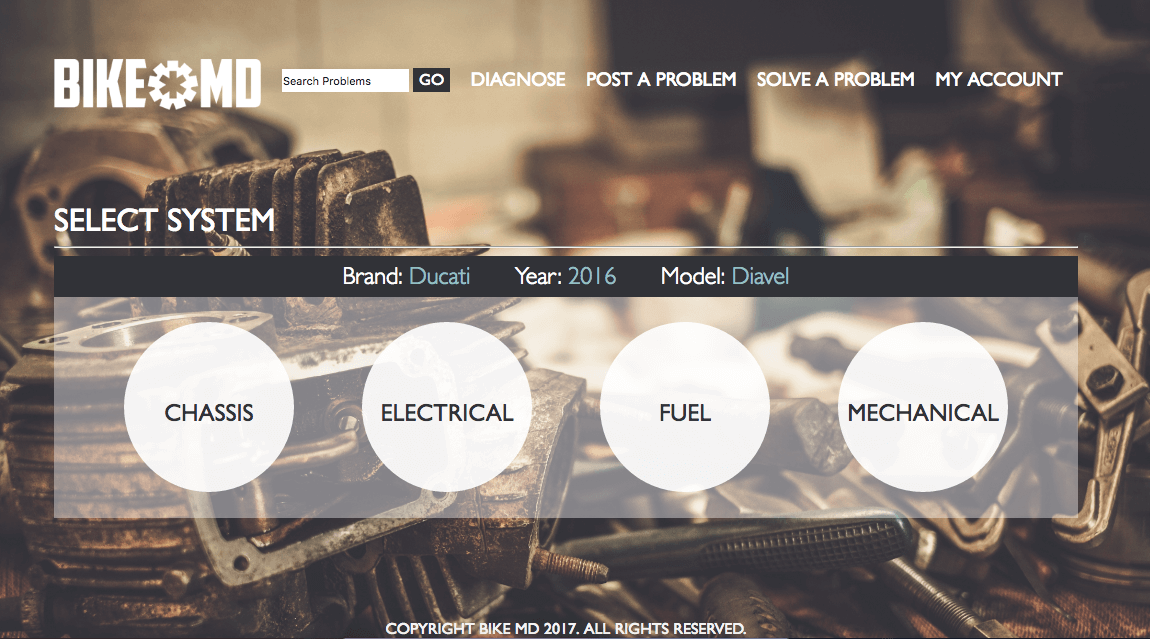 BIKE MD
Search Problems GO DIAGNOSE POST A PROBLEM SOLVE A PROBLEM MY ACCOUNT
SELECT SYSTEM
Brand: Ducati Year: 2016 Model: Diavel
CHASSIS ELECTRICAL FUEL MECHANICAL
COPYRIGHT BIKE MD 2017. ALL RIGHTS RESERVED.